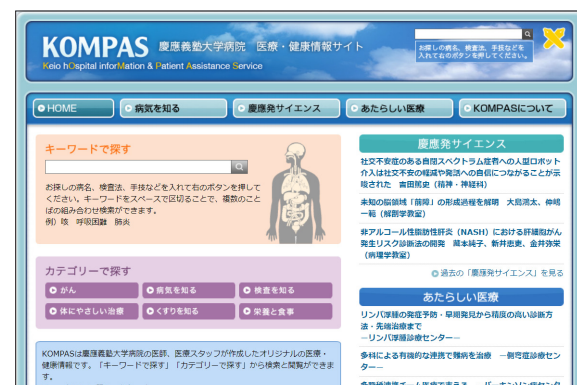 KOMPAS 慶應義塾大学病院 医療・健康情報サイト
Keio hOspital inforMation & Patient Assistance Service
お探しの病名、検査法、手技などを
入れて右のボタンを押してください。
HOME
病気を知る
慶應発サイエンス
あたらしい医療
KOMPASについて
キーワードで探す
お探しの病名、検査法、手技などを入れて右のボタンを押して
ください。キーワードをスペースで区切ることで、複数のこと
ばの組み合わせ検索ができます。
例）咳 呼吸困難 肺炎
カテゴリーで探す
がん
病気を知る
検査を知る
体にやさしい治療
くすりを知る
栄養と食事
KOMPASは慶應義塾大学病院の医師、医療スタッフが作成したオリジナルの医療・
健康情報です。「キーワードで探す」「カテゴリーで探す」から検索と閲覧ができま
す。
慶應発サイエンス
社交不安症のある自閉スペクトラム症者への人型ロボット
介入は社交不安の軽減や発話への自信につながることが示
唆された 吉田篤史（精神・神経科）
未知の脳領域「前障」の形成過程を解明 大島鴻太、仲嶋
一範（解剖学教室）
非アルコール性脂肪性肝炎（NASH）における肝細胞がん
発生リスク診断法の開発 蔵本純子、新井恵吏、金井弥栄
（病理学教室）
過去の「慶應発サイエンス」を見る
あたらしい医療
リンパ浮腫の発症予防・早期発見から精度の高い診断方
法・先端治療まで
―リンパ浮腫診療センター―
多科による有機的な連携で難病を治療 ―側弯症診療セン
ター―